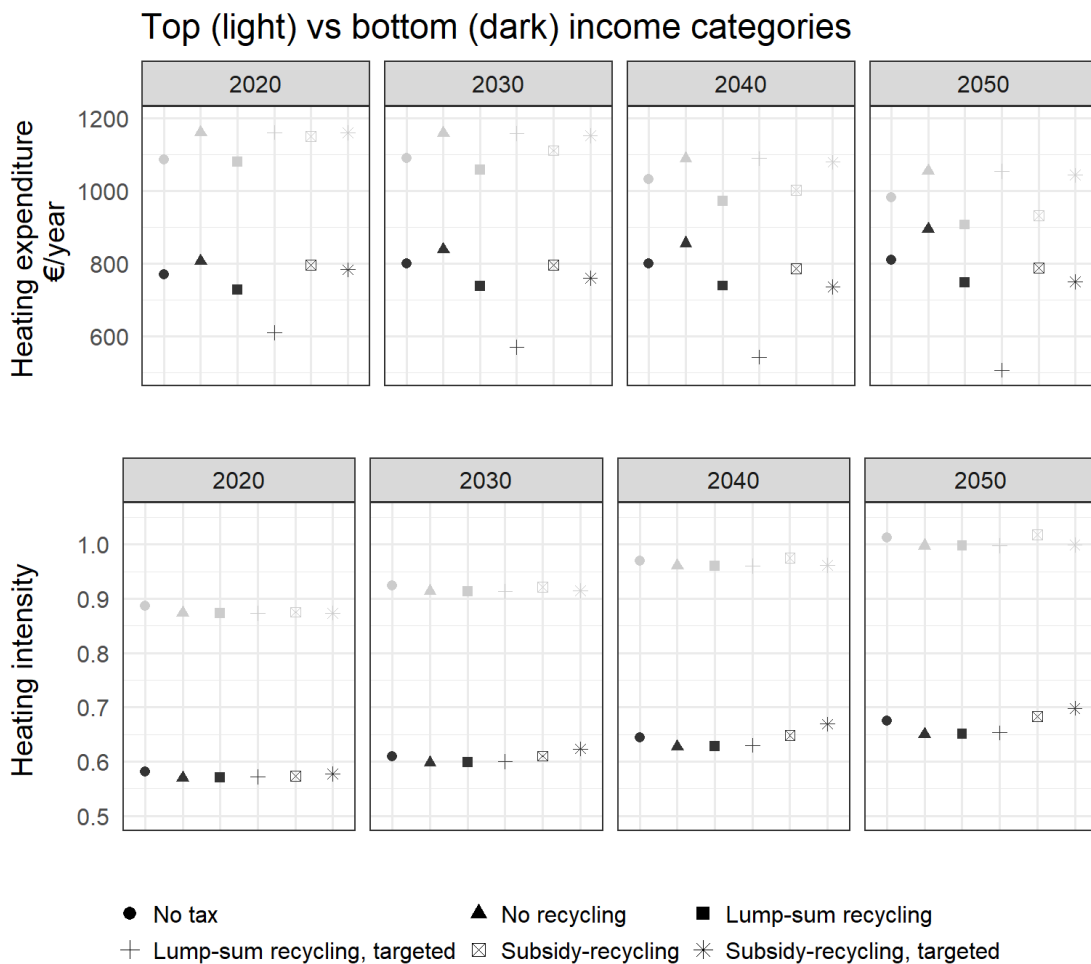 Top (light) vs bottom (dark) income categories
2020 2030 2040 2050
Heating expenditure
€/year
1200
1000
800
600
2020 2030 2040 2050
Heating intensity
1.0
0.9
0.8
0.7
0.6
0.5
No tax No recycling Lump-sum recycling
Lump-sum recycling, targeted Subsidy-recycling Subsidy-recycling, targeted